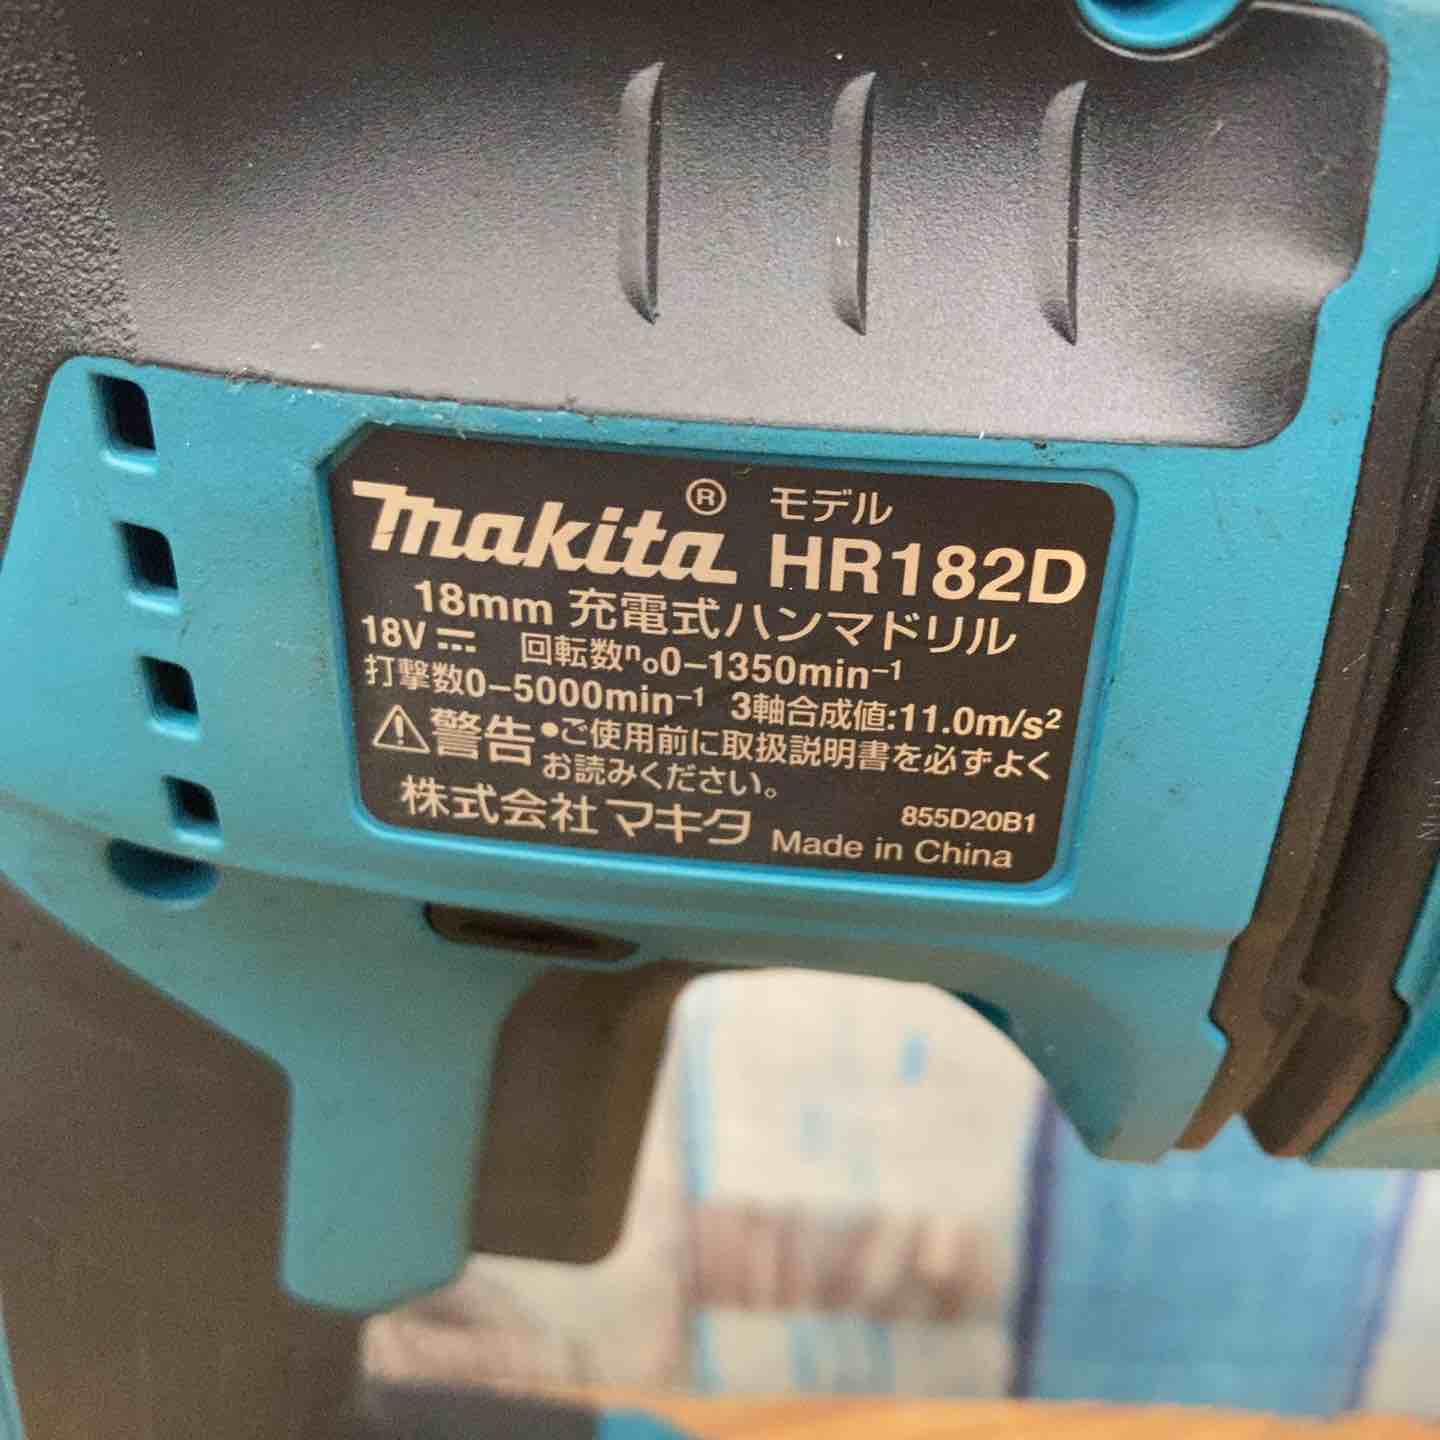 makita® モデル HR182D
18mm 充電式ハンマドリル
18V⎓ 回転数no0−1350min−1
打撃数0−5000min−1 3軸合成値:11.0m/s2
⚠警告 •ご使用前に取扱説明書を必ずよく
お読みください。
株式会社マキタ Made in China
855D20B1